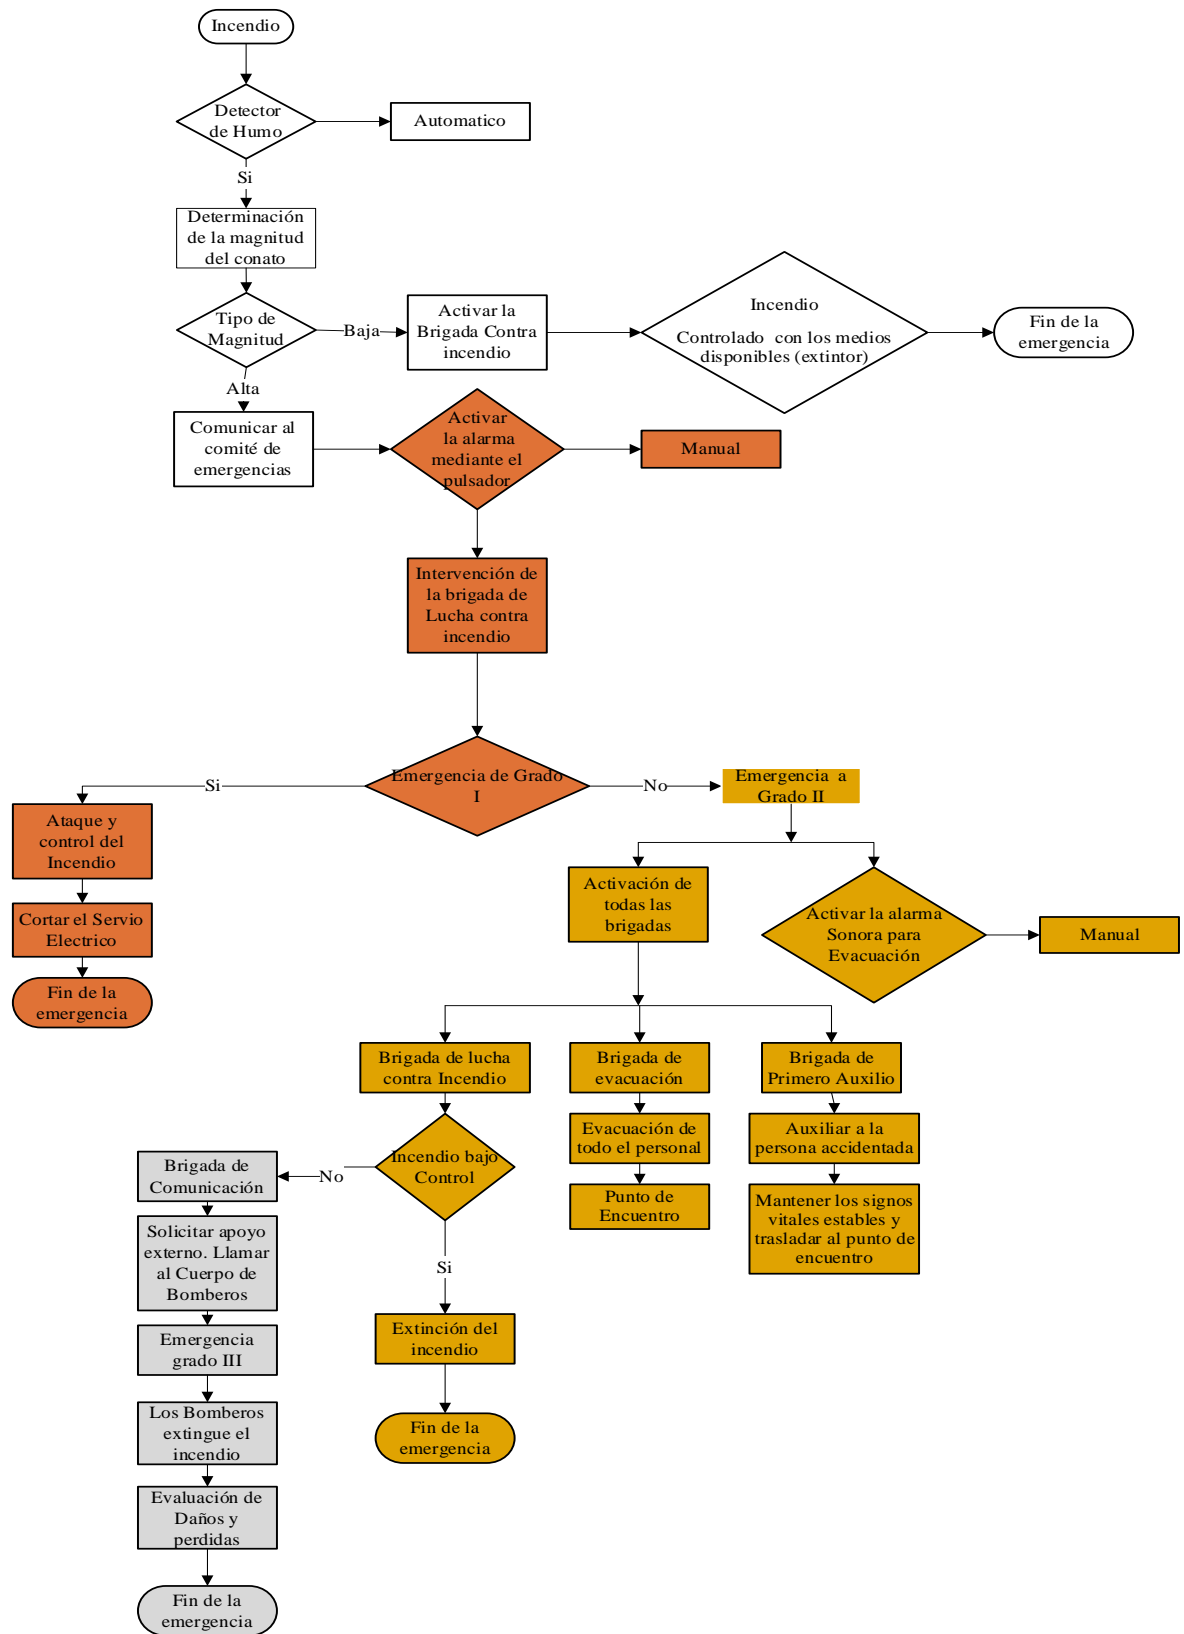 Incendio
Detector
de Humo
Automatico
Si
Determinación
de la magnitud
del conato
Tipo de
Magnitud
Baja
Activar la
Brigada Contra
incendio
Incendio
Controlado con los medios
disponibles (extintor)
Fin de la
emergencia
Alta
Comunicar al
comité de
emergencias
Activar
la alarma
mediante el
pulsador
Manual
Intervención de
la brigada de
Lucha contra
incendio
Emergencia de Grado
I
Si
No
Emergencia a
Grado II
Ataque y
control del
Incendio
Cortar el Servio
Electrico
Fin de la
emergencia
Activación de
todas las
brigadas
Activar la alarma
Sonora para
Evacuación
Manual
Brigada de lucha
contra Incendio
Brigada de
evacuación
Brigada de
Primero Auxilio
Incendio bajo
Control
Evacuación de
todo el personal
Auxiliar a la
persona accidentada
No
Brigada de
Comunicación
Punto de
Encuentro
Mantener los signos
vitales estables y
trasladar al punto de
encuentro
Solicitar apoyo
externo. Llamar
al Cuerpo de
Bomberos
Si
Emergencia
grado III
Extinción del
incendio
Los Bomberos
extingue el
incendio
Fin de la
emergencia
Evaluación de
Daños y
perdidas
Fin de la
emergencia